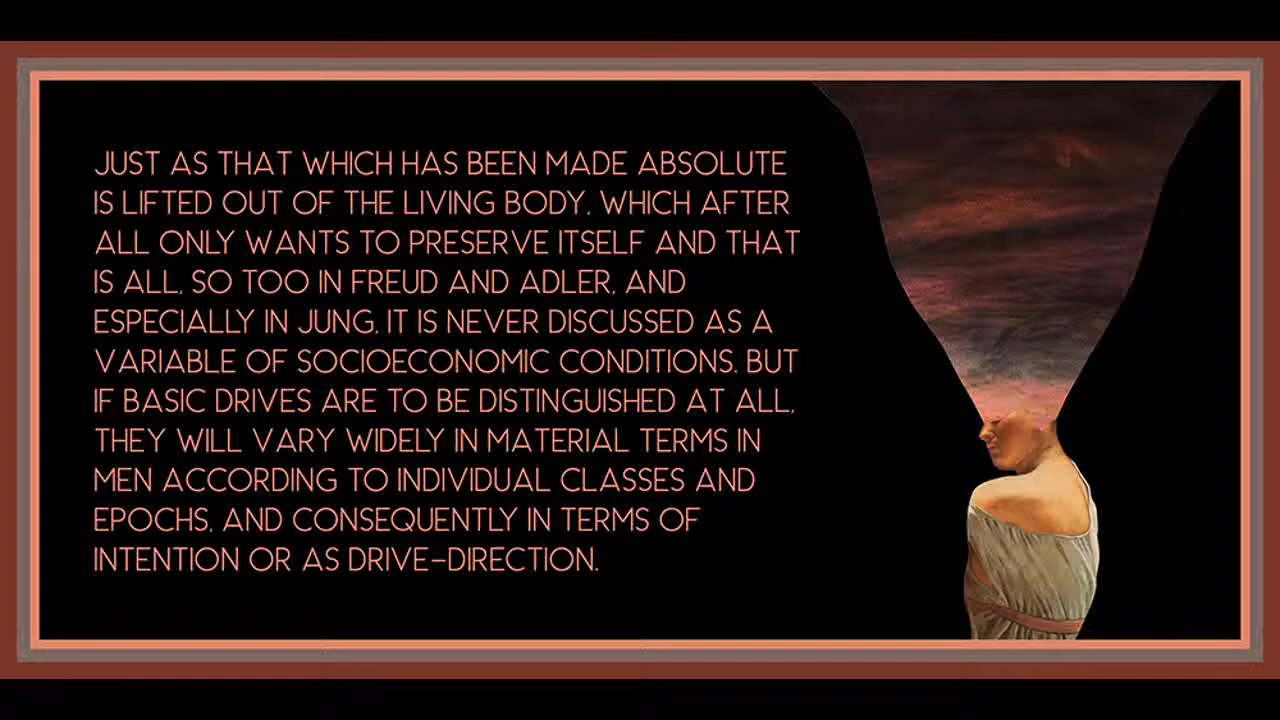 JUST AS THAT WHICH HAS BEEN MADE ABSOLUTE
IS LIFTED OUT OF THE LIVING BODY, WHICH AFTER
ALL ONLY WANTS TO PRESERVE ITSELF AND THAT
IS ALL, SO TOO IN FREUD AND ADLER, AND
ESPECIALLY IN JUNG, IT IS NEVER DISCUSSED AS A
VARIABLE OF SOCIOECONOMIC CONDITIONS. BUT
IF BASIC DRIVES ARE TO BE DISTINGUISHED AT ALL,
THEY WILL VARY WIDELY IN MATERIAL TERMS IN
MEN ACCORDING TO INDIVIDUAL CLASSES AND
EPOCHS, AND CONSEQUENTLY IN TERMS OF
INTENTION OR AS DRIVE-DIRECTION.